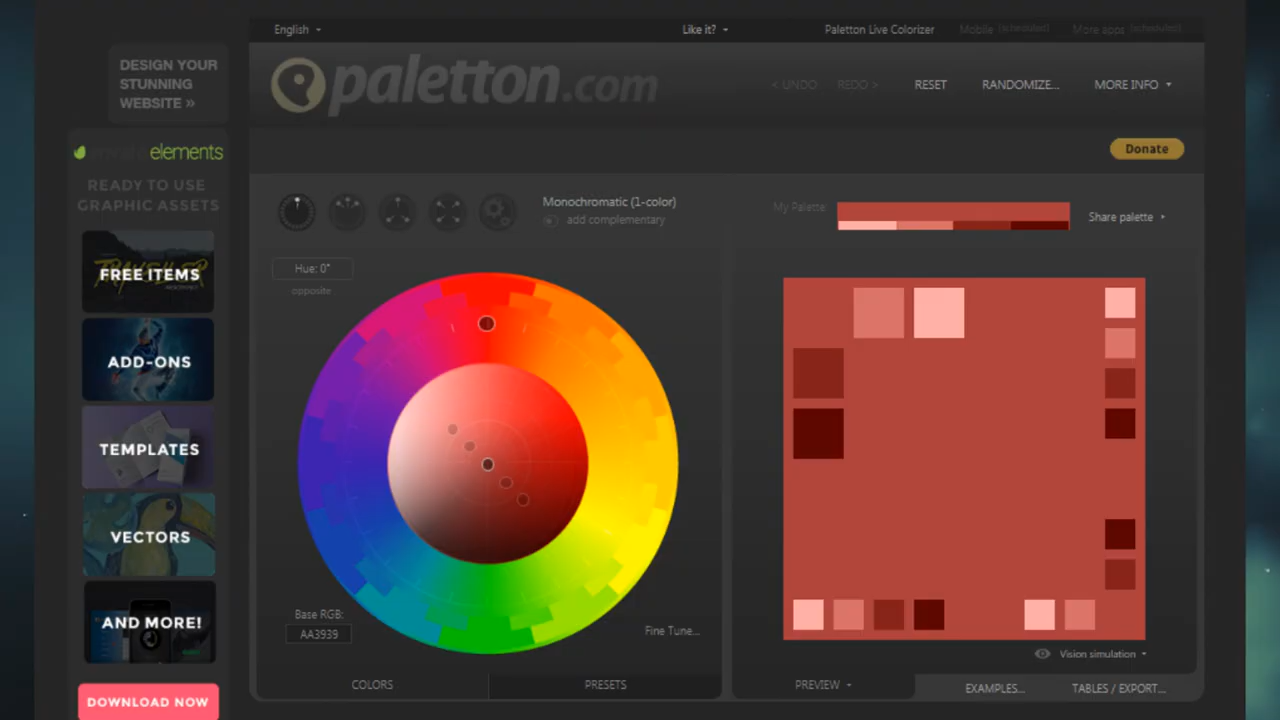 English
Like it?
Paletton Live Colorizer
Mobile (scheduled)
More apps (scheduled)
DESIGN YOUR
STUNNING
WEBSITE »
paletton.com
< UNDO
REDO >
RESET
RANDOMIZE...
MORE INFO
Donate
envato elements
READY TO USE
GRAPHIC ASSETS
FREE ITEMS
ADD-ONS
TEMPLATES
VECTORS
AND MORE!
DOWNLOAD NOW
Monochromatic (1-color)
add complementary
My Palette:
Share palette
Hue: 0°
opposite
Base RGB:
AA3939
Fine Tune...
COLORS
PRESETS
Vision simulation
PREVIEW
EXAMPLES...
TABLES / EXPORT...